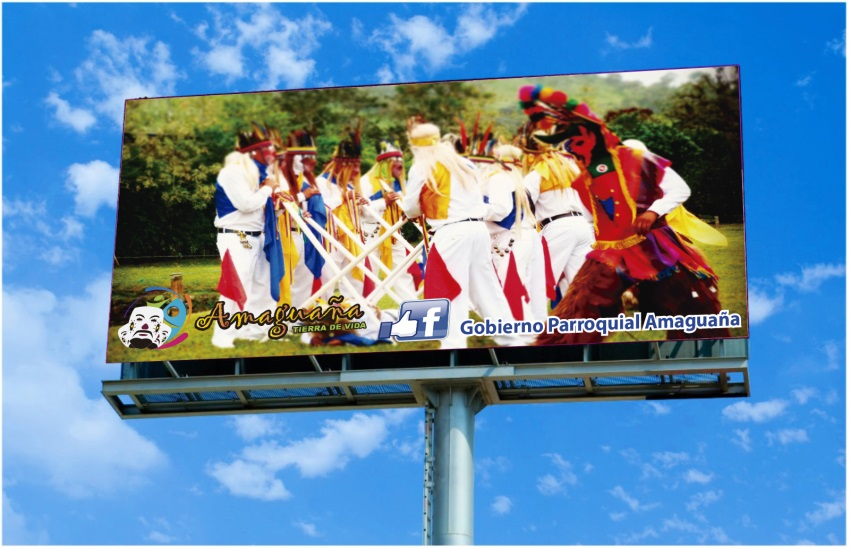 Amaguaña
TIERRA DE VIDA
f
Gobierno Parroquial Amaguaña